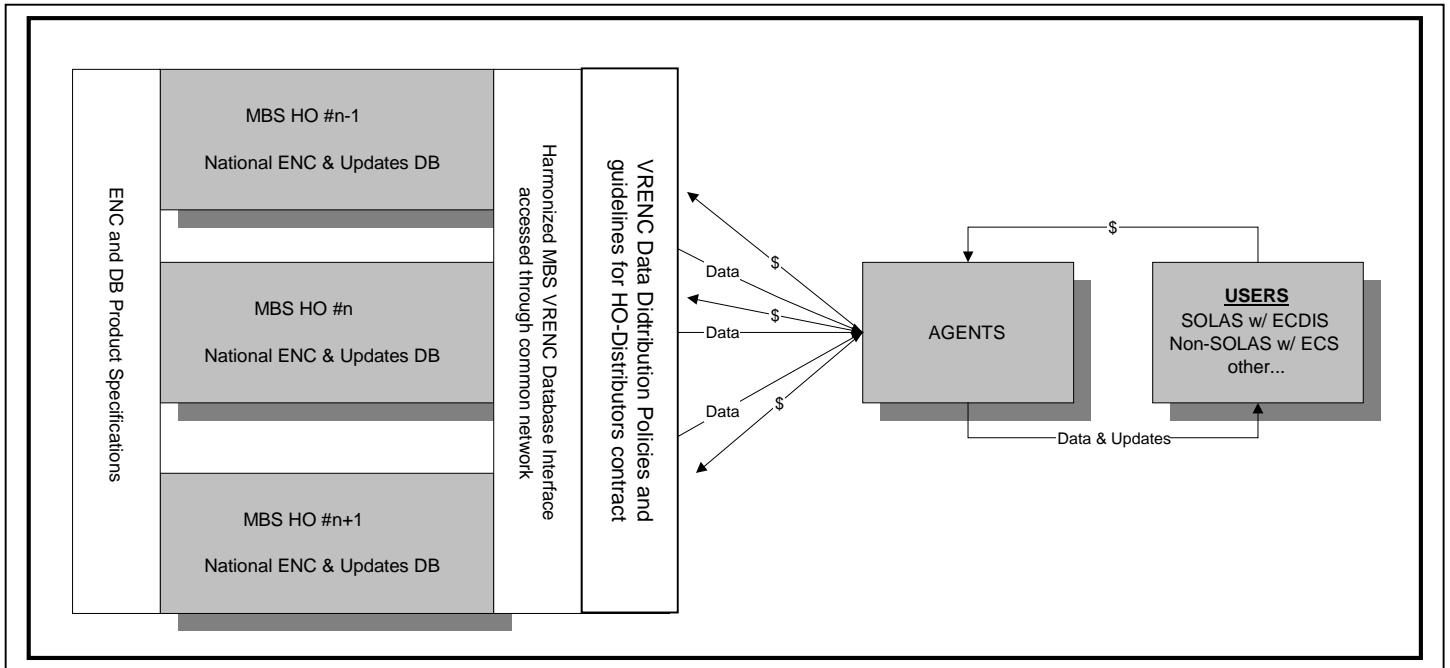 ENC and DB Product Specifications
MBS HO #n-1
National ENC & Updates DB
MBS HO #n
National ENC & Updates DB
MBS HO #n+1
National ENC & Updates DB
Harmonized MBS VRENC Database Interface
accessed through common network
VRENC Data Didtribution Policies and
guidelines for HO-Distributors contract
$
Data
$
Data
Data
$
AGENTS
$
USERS
SOLAS w/ ECDIS
Non-SOLAS w/ ECS
other...
Data & Updates